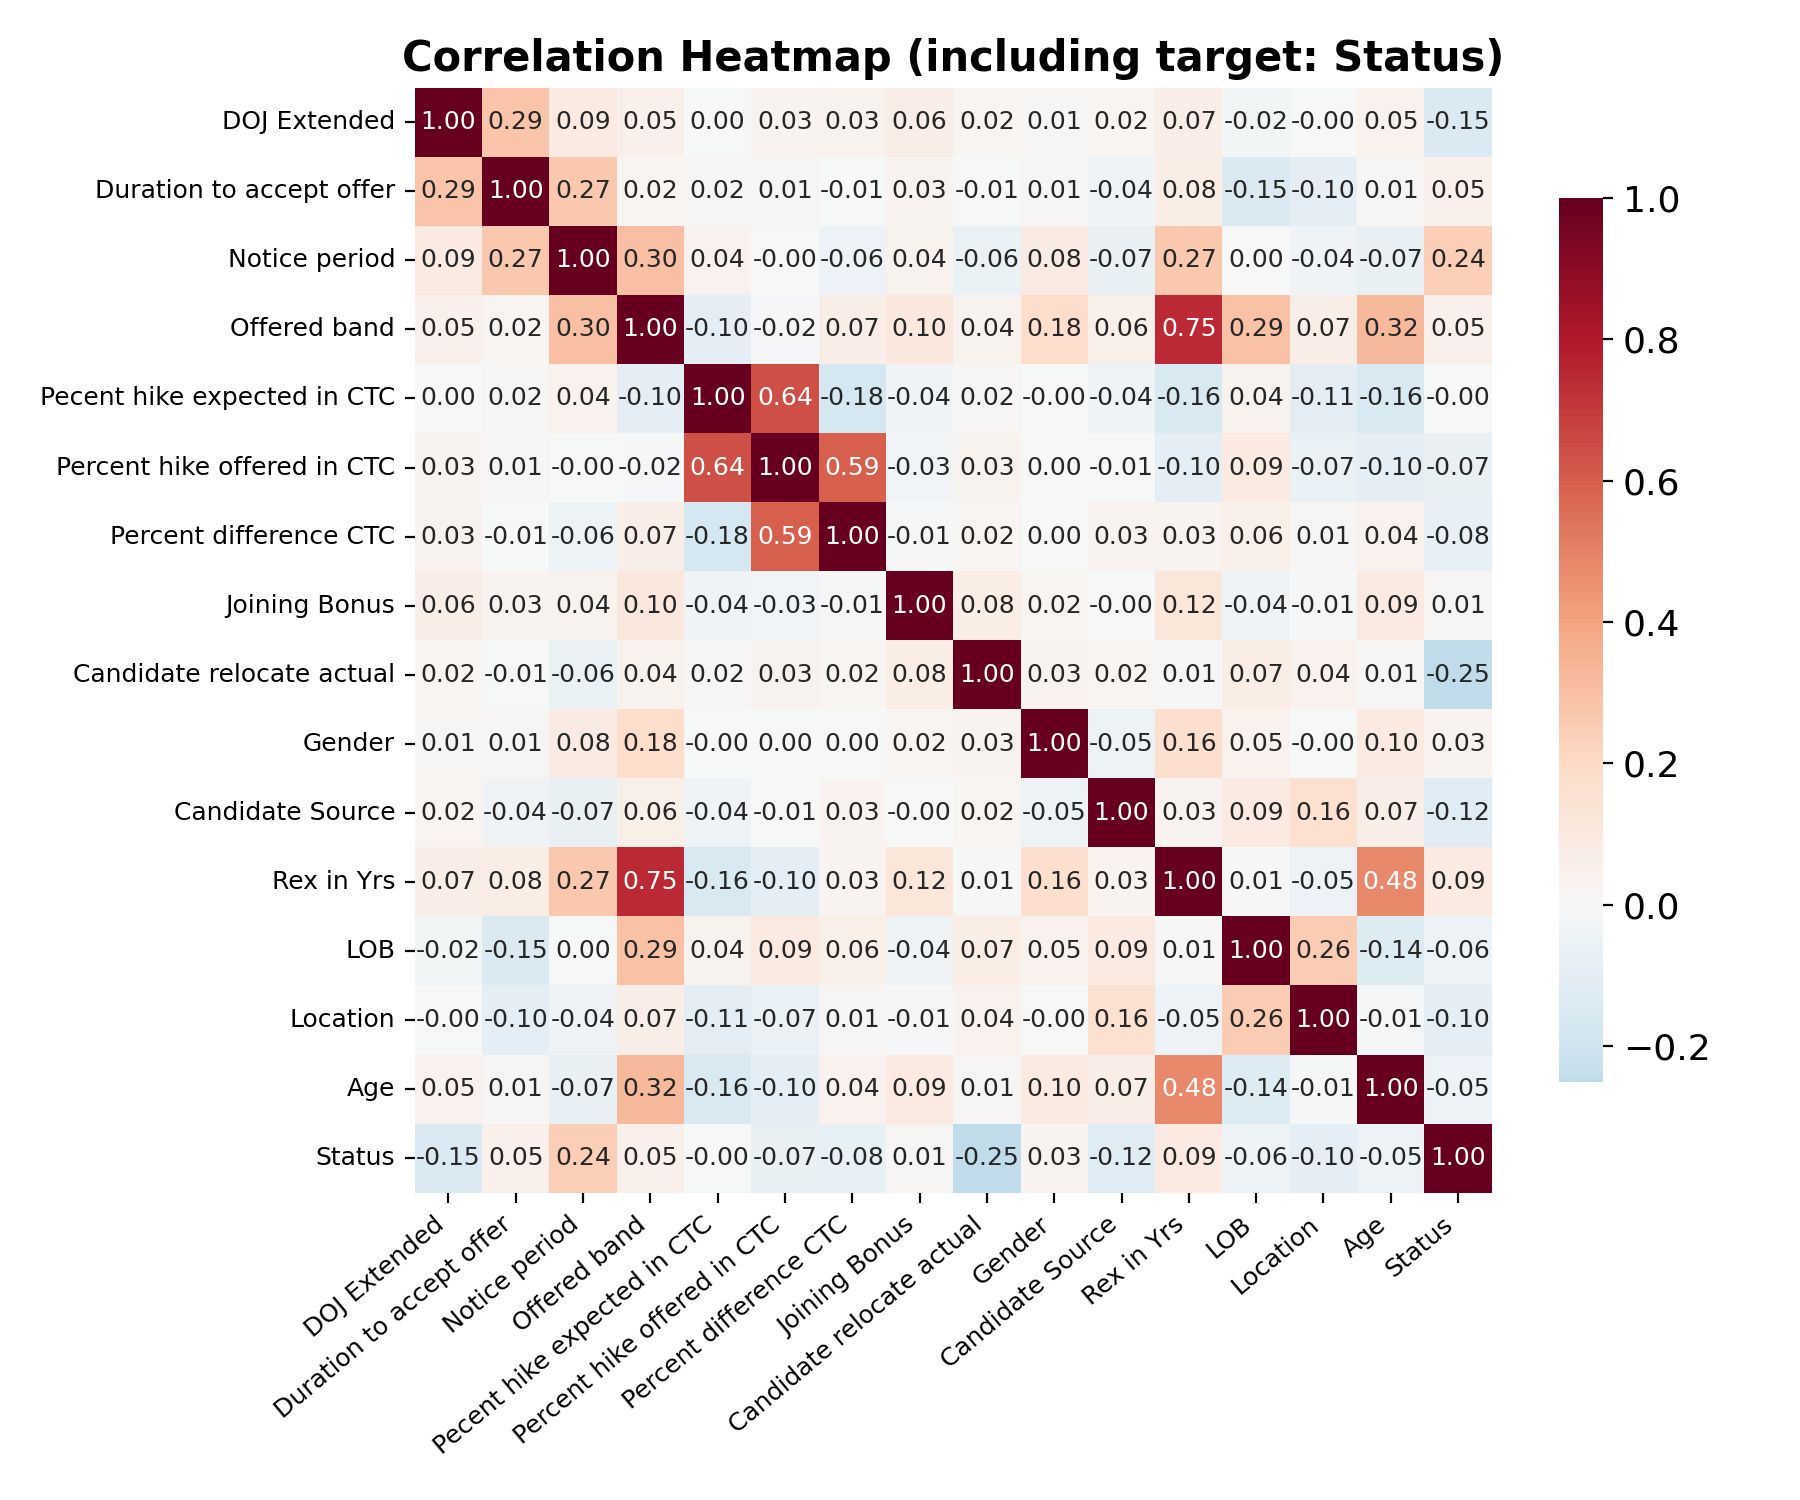 Correlation Heatmap (including target: Status)
DOJ Extended 1.00 0.29 0.09 0.05 0.00 0.03 0.03 0.06 0.02 0.01 0.02 0.07 -0.02 -0.00 0.05 -0.15
Duration to accept offer 0.29 1.00 0.27 0.02 0.02 0.01 -0.01 0.03 -0.01 0.01 -0.04 0.08 -0.15 -0.10 0.01 0.05
Notice period 0.09 0.27 1.00 0.30 0.04 -0.00 -0.06 0.04 -0.06 0.08 -0.07 0.27 0.00 -0.04 -0.07 0.24
Offered band 0.05 0.02 0.30 1.00 -0.10 -0.02 0.07 0.10 0.04 0.18 0.06 0.75 0.29 0.07 0.32 0.05
Pecent hike expected in CTC 0.00 0.02 0.04 -0.10 1.00 0.64 -0.18 -0.04 0.02 -0.00 -0.04 -0.16 0.04 -0.11 -0.16 -0.00
Percent hike offered in CTC 0.03 0.01 -0.00 -0.02 0.64 1.00 0.59 -0.03 0.03 0.00 -0.01 -0.10 0.09 -0.07 -0.10 -0.07
Percent difference CTC 0.03 -0.01 -0.06 0.07 -0.18 0.59 1.00 -0.01 0.02 0.00 0.03 0.03 0.06 0.01 0.04 -0.08
Joining Bonus 0.06 0.03 0.04 0.10 -0.04 -0.03 -0.01 1.00 0.08 0.02 -0.00 0.12 -0.04 -0.01 0.09 0.01
Candidate relocate actual 0.02 -0.01 -0.06 0.04 0.02 0.03 0.02 0.08 1.00 0.03 0.02 0.01 0.07 0.04 0.01 -0.25
Gender 0.01 0.01 0.08 0.18 -0.00 0.00 0.00 0.02 0.03 1.00 -0.05 0.16 0.05 -0.00 0.10 0.03
Candidate Source 0.02 -0.04 -0.07 0.06 -0.04 -0.01 0.03 -0.00 0.02 -0.05 1.00 0.03 0.09 0.16 0.07 -0.12
Rex in Yrs 0.07 0.08 0.27 0.75 -0.16 -0.10 0.03 0.12 0.01 0.16 0.03 1.00 0.01 -0.05 0.48 0.09
LOB -0.02 -0.15 0.00 0.29 0.04 0.09 0.06 -0.04 0.07 0.05 0.09 0.01 1.00 0.26 -0.14 -0.06
Location -0.00 -0.10 -0.04 0.07 -0.11 -0.07 0.01 -0.01 0.04 -0.00 0.16 -0.05 0.26 1.00 -0.01 -0.10
Age 0.05 0.01 -0.07 0.32 -0.16 -0.10 0.04 0.09 0.01 0.10 0.07 0.48 -0.14 -0.01 1.00 -0.05
Status -0.15 0.05 0.24 0.05 -0.00 -0.07 -0.08 0.01 -0.25 0.03 -0.12 0.09 -0.06 -0.10 -0.05 1.00
DOJ Extended
Duration to accept offer
Notice period
Offered band
Pecent hike expected in CTC
Percent hike offered in CTC
Percent difference CTC
Joining Bonus
Candidate relocate actual
Gender
Candidate Source
Rex in Yrs
LOB
Location
Age
Status
1.0
0.8
0.6
0.4
0.2
0.0
−0.2